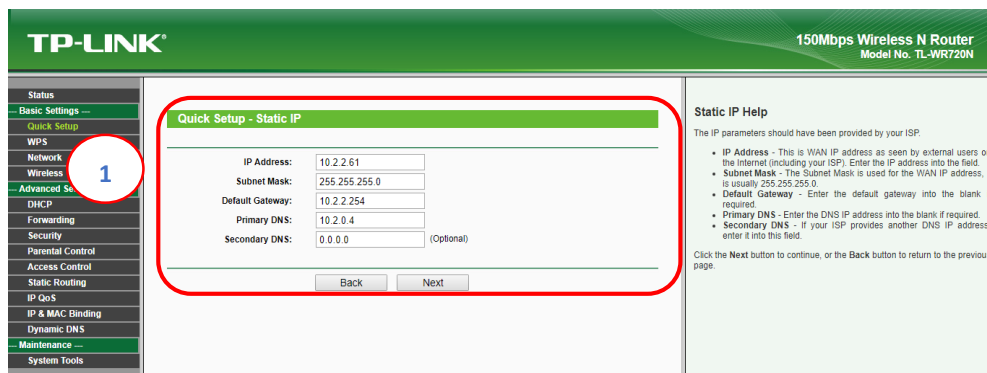 TP-LINK®
150Mbps Wireless N Router
Model No. TL-WR720N
Status
--- Basic Settings ---
Quick Setup
WPS
Network
Wireless
--- Advanced Se
DHCP
Forwarding
Security
Parental Control
Access Control
Static Routing
IP QoS
IP & MAC Binding
Dynamic DNS
--- Maintenance ---
System Tools
1
Quick Setup - Static IP
IP Address: 10.2.2.61
Subnet Mask: 255.255.255.0
Default Gateway: 10.2.2.254
Primary DNS: 10.2.0.4
Secondary DNS: 0.0.0.0 (Optional)
Back Next
Static IP Help
The IP parameters should have been provided by your ISP.
• IP Address - This is WAN IP address as seen by external users o
the Internet (including your ISP). Enter the IP address into the field.
• Subnet Mask - The Subnet Mask is used for the WAN IP address,
is usually 255.255.255.0.
• Default Gateway - Enter the default gateway into the blank
required.
• Primary DNS - Enter the DNS IP address into the blank if required.
• Secondary DNS - If your ISP provides another DNS IP address
enter it into this field.
Click the Next button to continue, or the Back button to return to the previou
page.